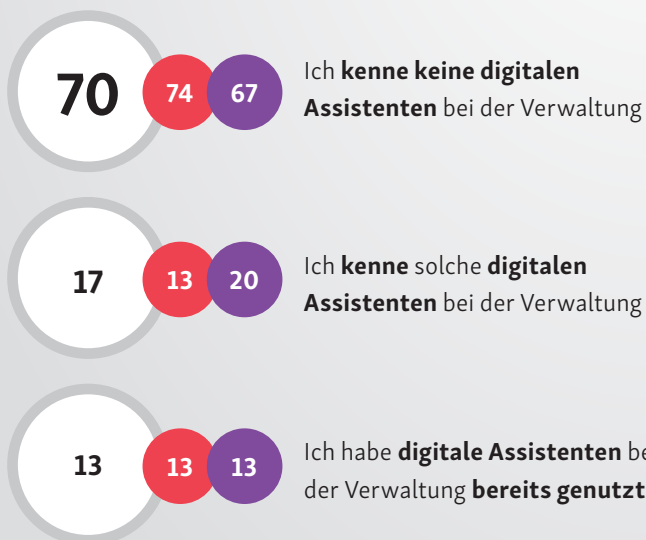 70 74 67 Ich kenne keine digitalen
Assistenten bei der Verwaltung
17 13 20 Ich kenne solche digitalen
Assistenten bei der Verwaltung
13 13 13 Ich habe digitale Assistenten be
der Verwaltung bereits genutzt